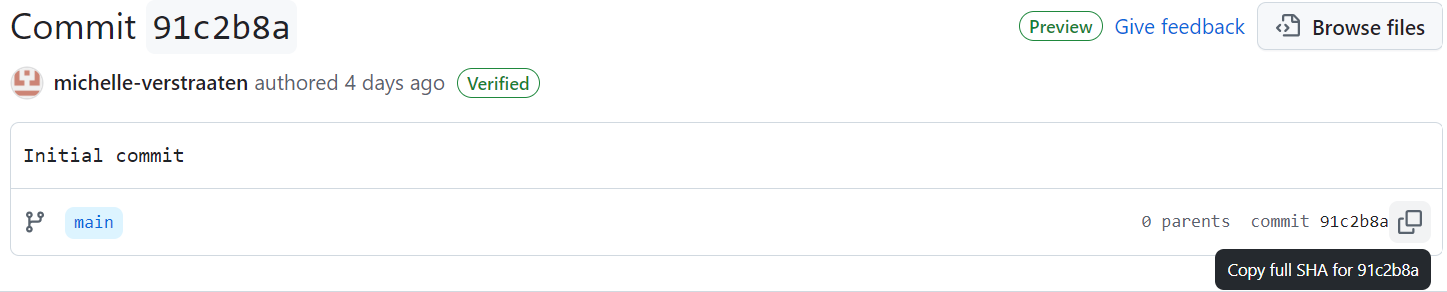 Commit 91c2b8a
Preview Give feedback Browse files
michelle-verstraaten authored 4 days ago Verified
Initial commit
main
0 parents commit 91c2b8a
Copy full SHA for 91c2b8a